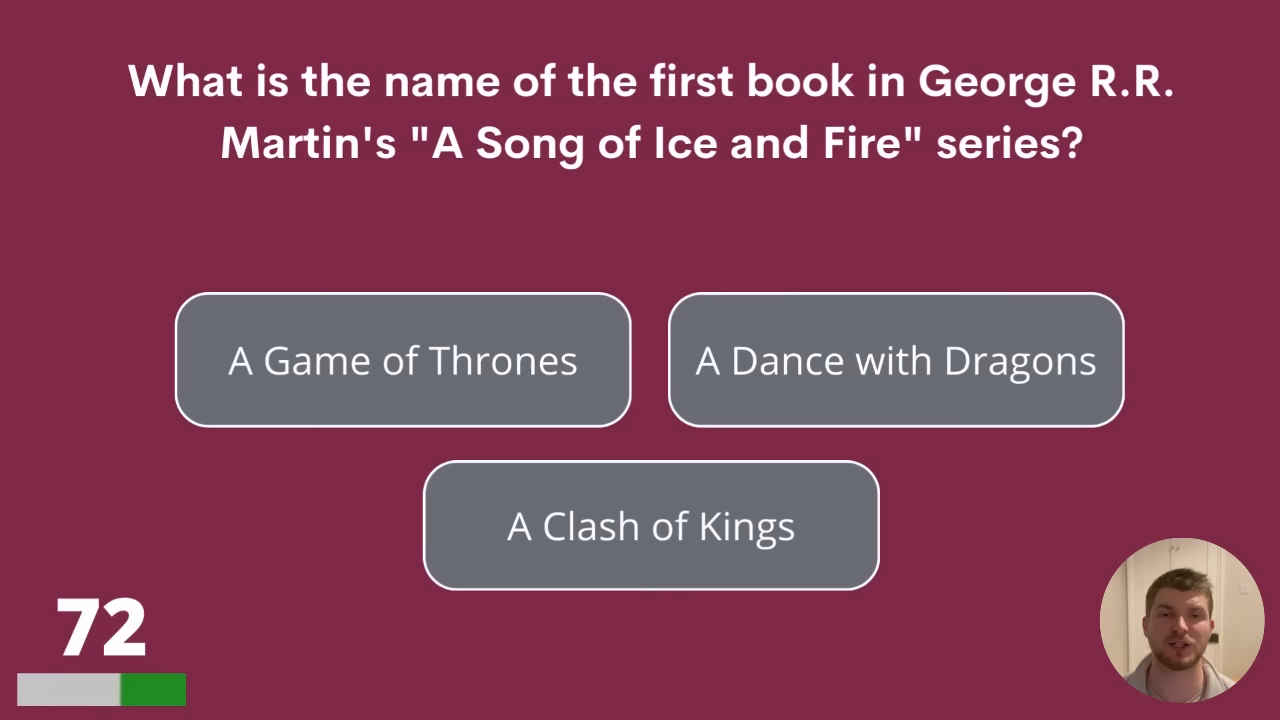 What is the name of the first book in George R.R.
Martin's "A Song of Ice and Fire" series?
A Game of Thrones
A Dance with Dragons
A Clash of Kings
72